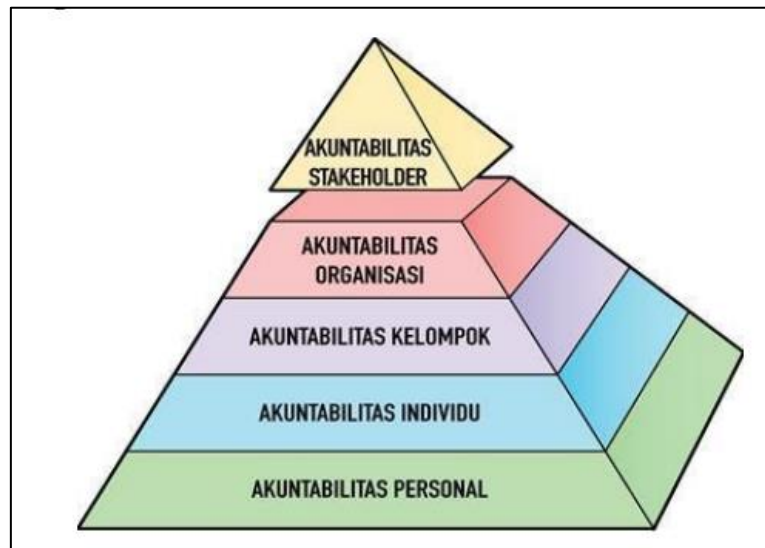 AKUNTABILITAS
STAKEHOLDER
AKUNTABILITAS
ORGANISASI
AKUNTABILITAS KELOMPOK
AKUNTABILITAS INDIVIDU
AKUNTABILITAS PERSONAL